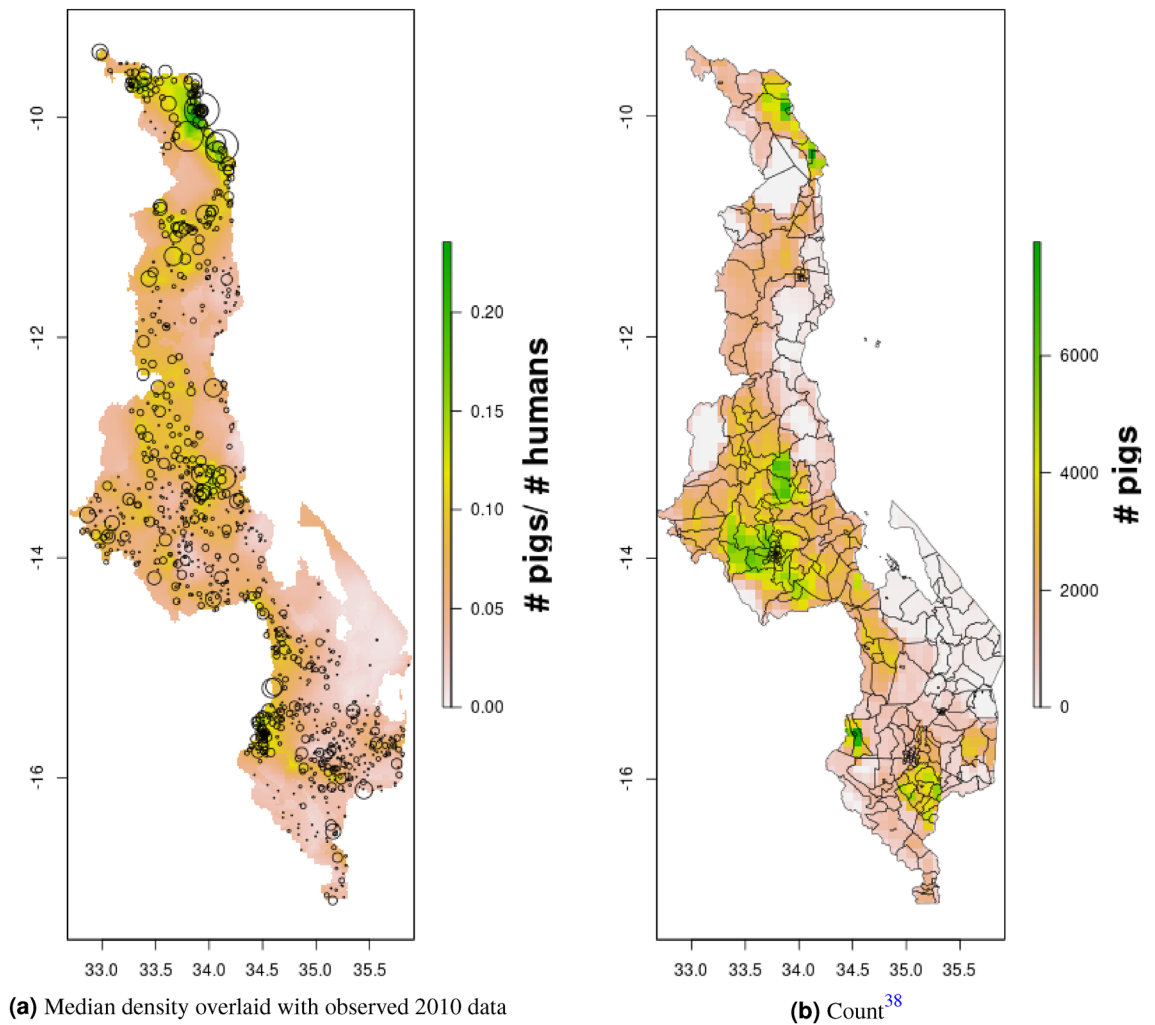 -10
-12
-14
-16
33.0 33.5 34.0 34.5 35.0 35.5
0.20
0.15
0.10
0.05
0.00
# pigs/ # humans
(a) Median density overlaid with observed 2010 data
-10
-12
-14
-16
33.0 33.5 34.0 34.5 35.0 35.5
6000
4000
2000
0
# pigs
(b) Count38